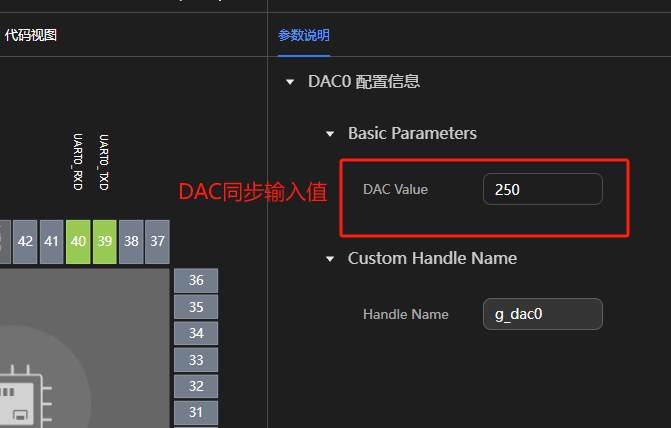 代码视图
参数说明
DAC0 配置信息
Basic Parameters
DAC同步输入值
DAC Value
250
Custom Handle Name
Handle Name
g_dac0
UART0_RXD
UART0_TXD
42
41
40
39
38
37
36
35
34
33
32
31